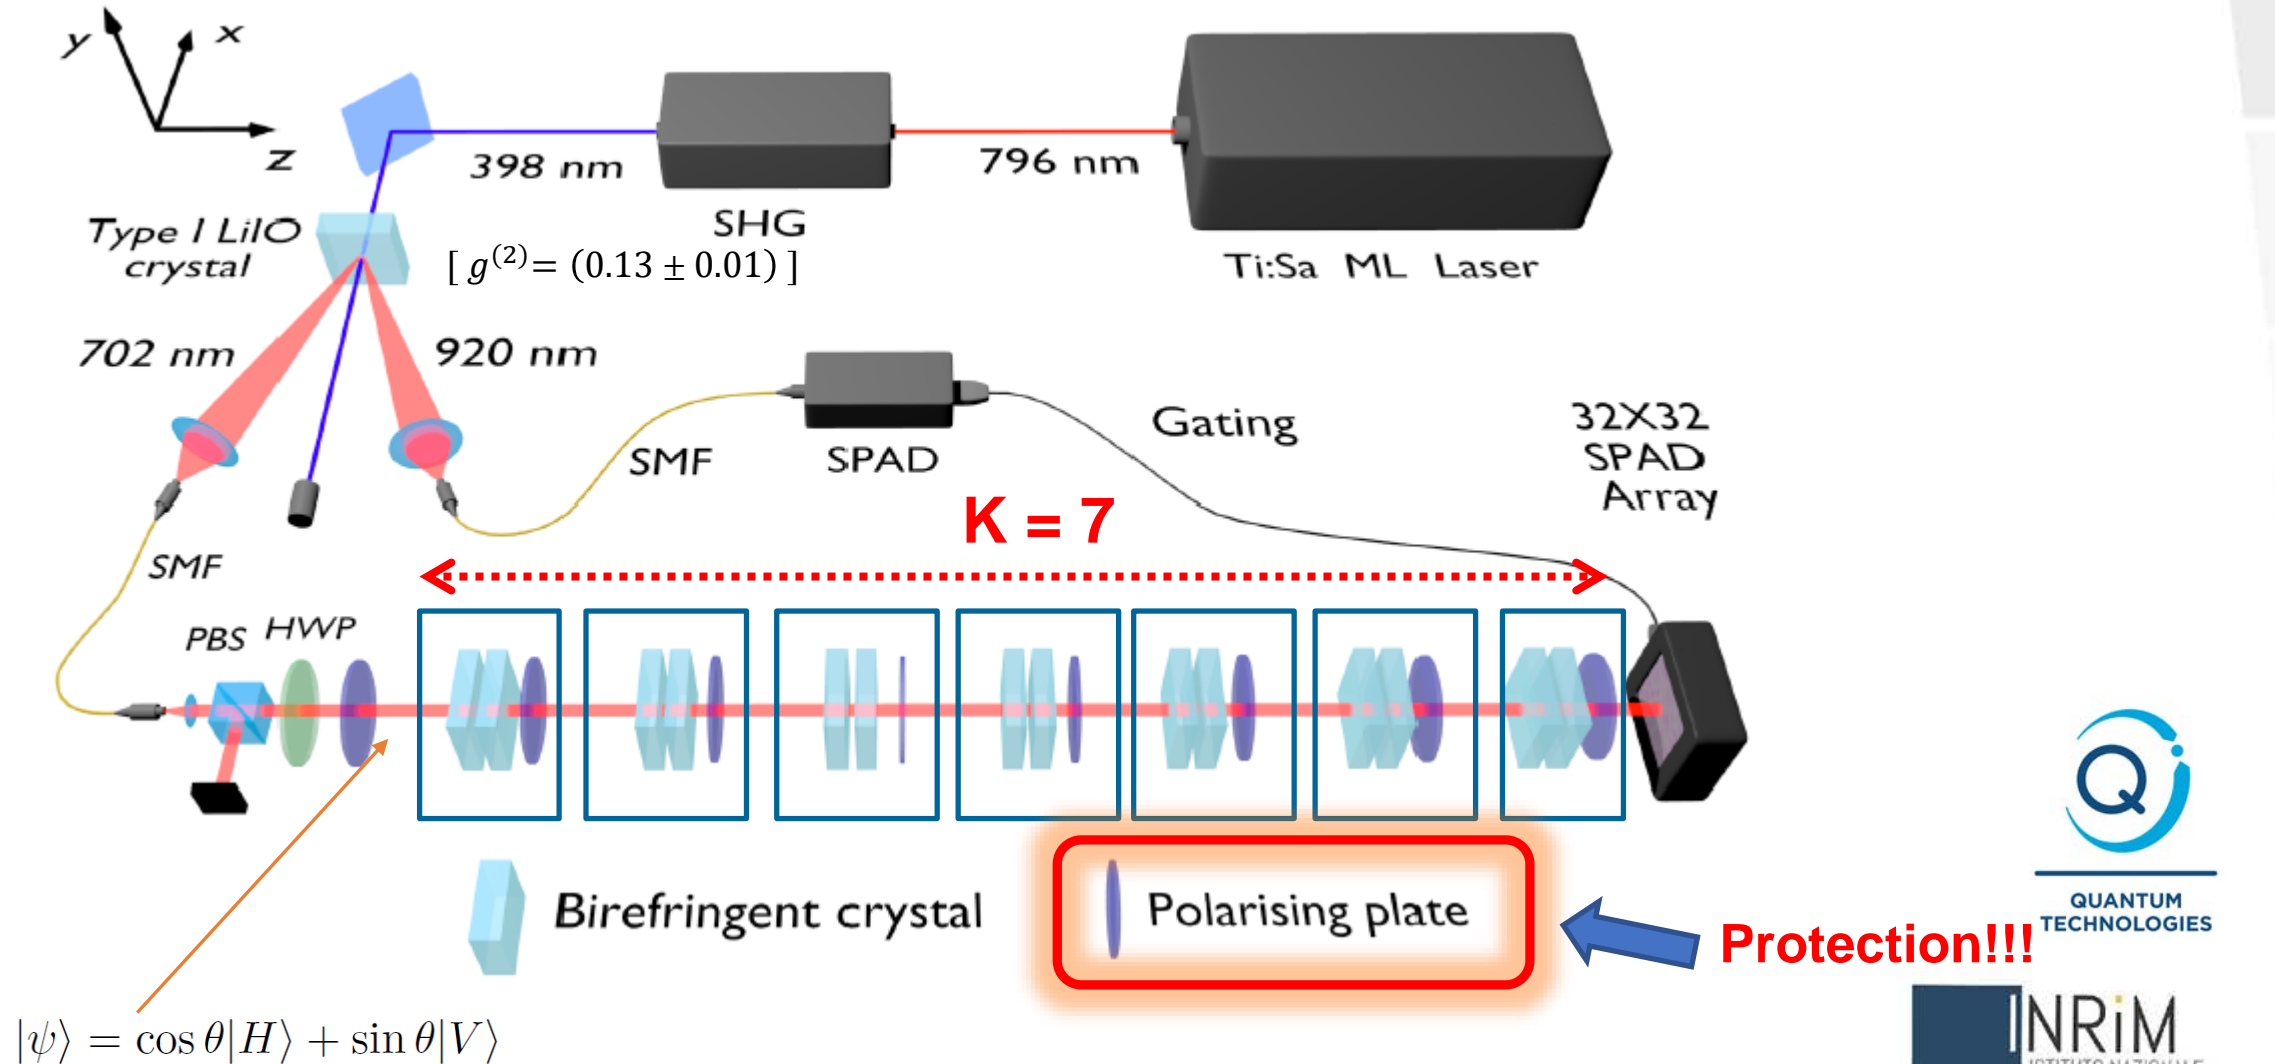 y
x
z
398 nm
796 nm
SHG
Type I LiIO
crystal
[ g⁽²⁾= (0.13 ± 0.01) ]
Ti:Sa ML Laser
702 nm
920 nm
SMF
SPAD
Gating
32X32
SPAD
Array
K = 7
SMF
PBS
HWP
Birefringent crystal
Polarising plate
Protection!!!
QUANTUM
TECHNOLOGIES
INRiM
|ψ⟩ = cos θ|H⟩ + sin θ|V⟩